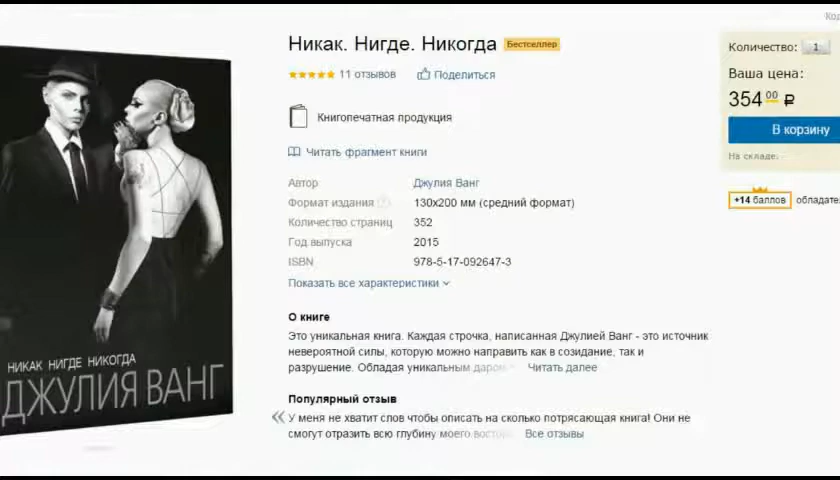 Код
Никак. Нигде. Никогда Бестселлер
11 отзывов Поделиться
Книгопечатная продукция
Читать фрагмент книги
Автор Джулия Ванг
Формат издания ? 130x200 мм (средний формат)
Количество страниц 352
Год выпуска 2015
ISBN 978-5-17-092647-3
Показать все характеристики
О книге
Это уникальная книга. Каждая строчка, написанная Джулией Ванг - это источник
невероятной силы, которую можно направить как в созидание, так и
разрушение. Обладая уникальным даром Читать далее
Популярный отзыв
« У меня не хватит слов чтобы описать на сколько потрясающая книга! Они не
смогут отразить всю глубину моего Все отзывы
Количество: 1
Ваша цена:
354 00 ₽
В корзину
На складе:
+14 баллов
НИКАК НИГДЕ НИКОГДА
ДЖУЛИЯ ВАНГ